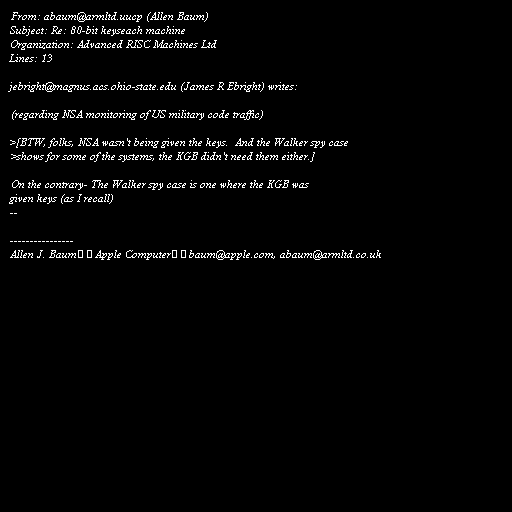 From: abaum@armltd.uucp (Allen Baum)
Subject: Re: 80-bit keyseach machine
Organization: Advanced RISC Machines Ltd
Lines: 13

jebright@magnus.acs.ohio-state.edu (James R Ebright) writes:

(regarding NSA monitoring of US military code traffic)

>[BTW, folks, NSA wasn't being given the keys.  And the Walker spy case
>shows for some of the systems, the KGB didn't need them either.]

On the contrary- The Walker spy case is one where the KGB was
given keys (as I recall)
--

----------------
Allen J. Baum▯▯Apple Computer▯▯baum@apple.com, abaum@armltd.co.uk